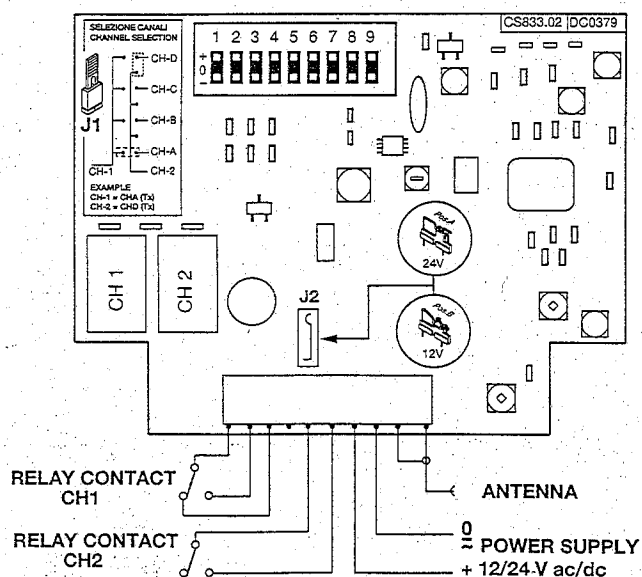 SELEZIONE CANALI
CHANNEL SELECTION
CH-D
CH-C
CH-B
CH-A
CH-1
CH-2
J1
EXAMPLE
CH-1 = CHA (Tx)
CH-2 = CHD (Tx)
1 2 3 4 5 6 7 8 9
+
0
−
CS833.02 DC0379
CH 1
CH 2
J2
Pos.A
24V
Pos.B
12V
RELAY CONTACT
CH1
RELAY CONTACT
CH2
ANTENNA
0
~ POWER SUPPLY
+ 12/24 V ac/dc